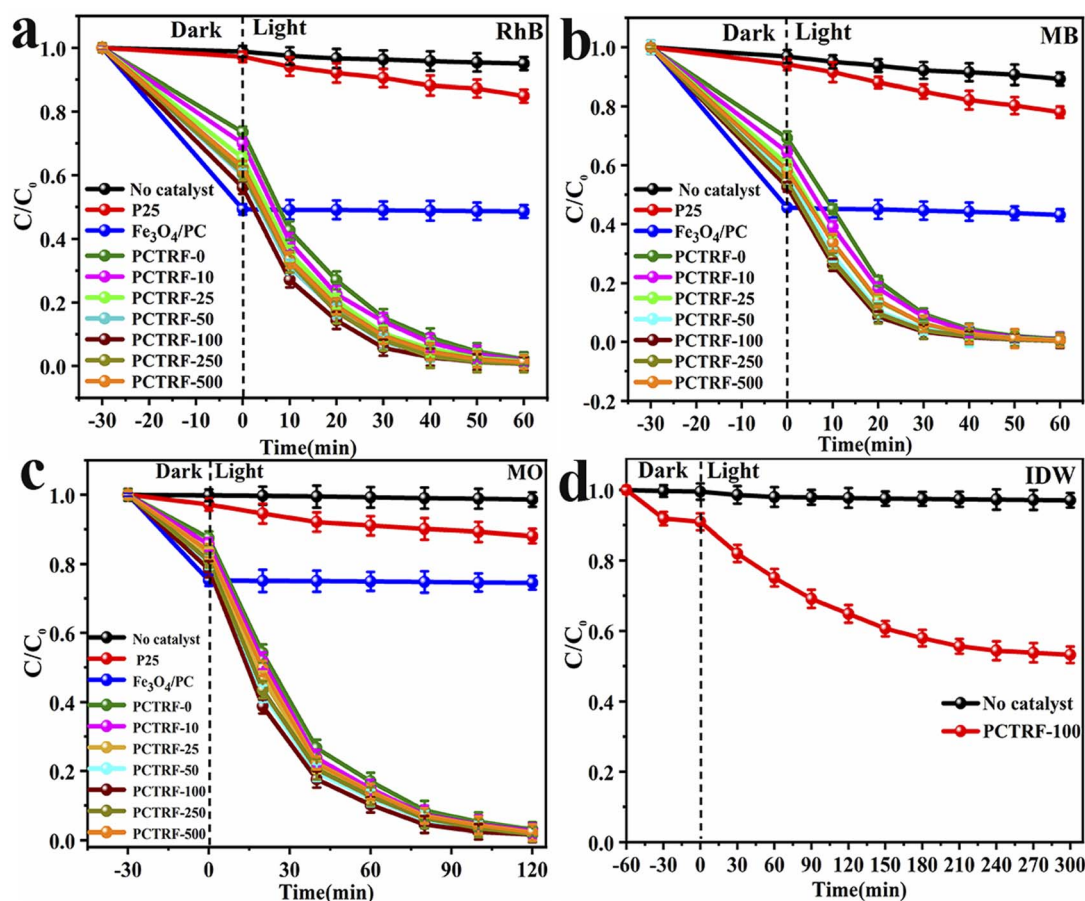 a
Dark Light RhB
C/C₀
1.0
0.8
0.6
0.4
0.2
0.0
No catalyst
P25
Fe₃O₄/PC
PCTRF-0
PCTRF-10
PCTRF-25
PCTRF-50
PCTRF-100
PCTRF-250
PCTRF-500
-30 -20 -10 0 10 20 30 40 50 60
Time(min)
b
Dark Light MB
C/C₀
1.0
0.8
0.6
0.4
0.2
0.0
-0.2
No catalyst
P25
Fe₃O₄/PC
PCTRF-0
PCTRF-10
PCTRF-25
PCTRF-50
PCTRF-100
PCTRF-250
PCTRF-500
-30 -20 -10 0 10 20 30 40 50 60
Time(min)
c
Dark Light MO
C/C₀
1.0
0.8
0.6
0.4
0.2
0.0
No catalyst
P25
Fe₃O₄/PC
PCTRF-0
PCTRF-10
PCTRF-25
PCTRF-50
PCTRF-100
PCTRF-250
PCTRF-500
-30 0 30 60 90 120
Time(min)
d
Dark Light IDW
C/C₀
1.0
0.8
0.6
0.4
0.2
0.0
No catalyst
PCTRF-100
-60 -30 0 30 60 90 120 150 180 210 240 270 300
Time(min)